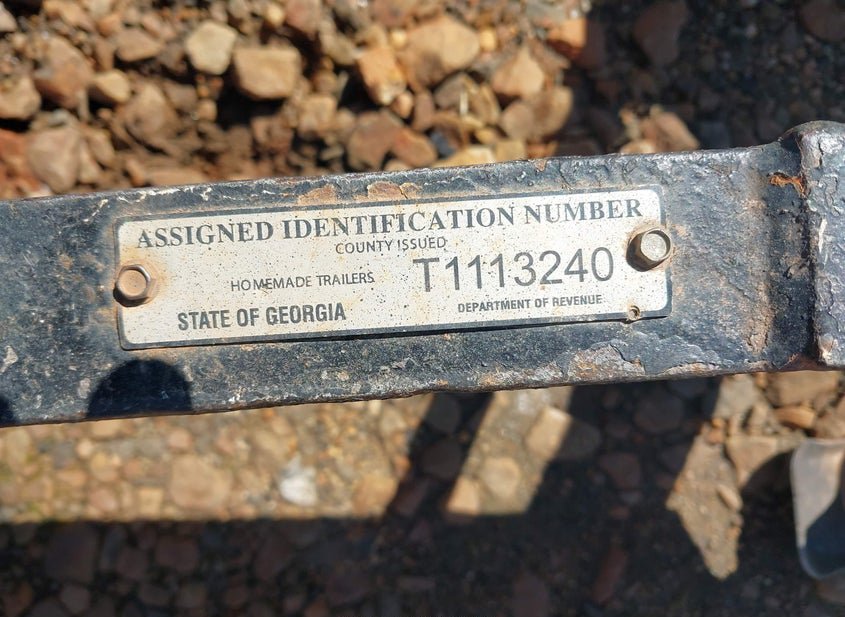 ASSIGNED IDENTIFICATION NUMBER
COUNTY ISSUED
HOMEMADE TRAILERS T1113240
STATE OF GEORGIA DEPARTMENT OF REVENUE